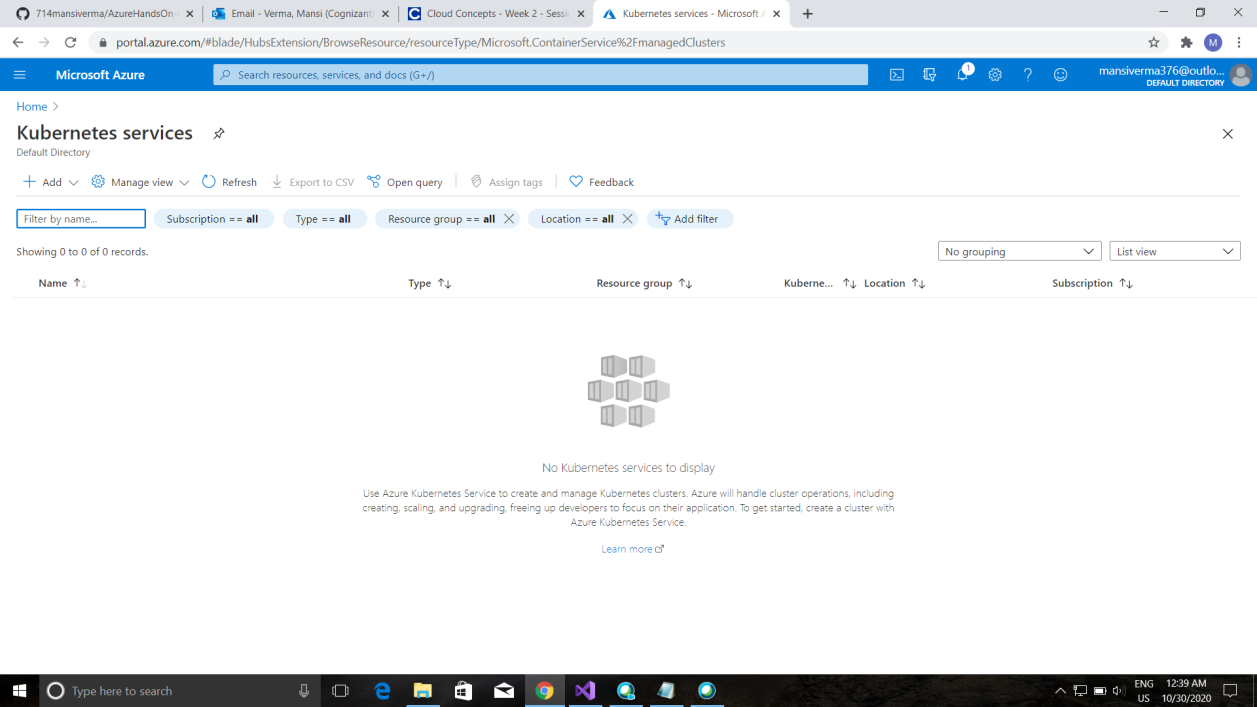 714mansiverma/AzureHandsOn-
Email - Verma, Mansi (Cognizant)
Cloud Concepts - Week 2 - Sessi
Kubernetes services - Microsoft A
portal.azure.com/#blade/HubsExtension/BrowseResource/resourceType/Microsoft.ContainerService%2FmanagedClusters
M
Microsoft Azure
Search resources, services, and docs (G+/)
1
mansiverma376@outlo...
DEFAULT DIRECTORY
Home
Kubernetes services
Default Directory
Add
Manage view
Refresh
Export to CSV
Open query
Assign tags
Feedback
Filter by name...
Subscription == all
Type == all
Resource group == all
Location == all
Add filter
Showing 0 to 0 of 0 records.
No grouping
List view
Name
Type
Resource group
Kuberne...
Location
Subscription
No Kubernetes services to display
Use Azure Kubernetes Service to create and manage Kubernetes clusters. Azure will handle cluster operations, including
creating, scaling, and upgrading, freeing up developers to focus on their application. To get started, create a cluster with
Azure Kubernetes Service.
Learn more
Type here to search
ENG
US
12:39 AM
10/30/2020